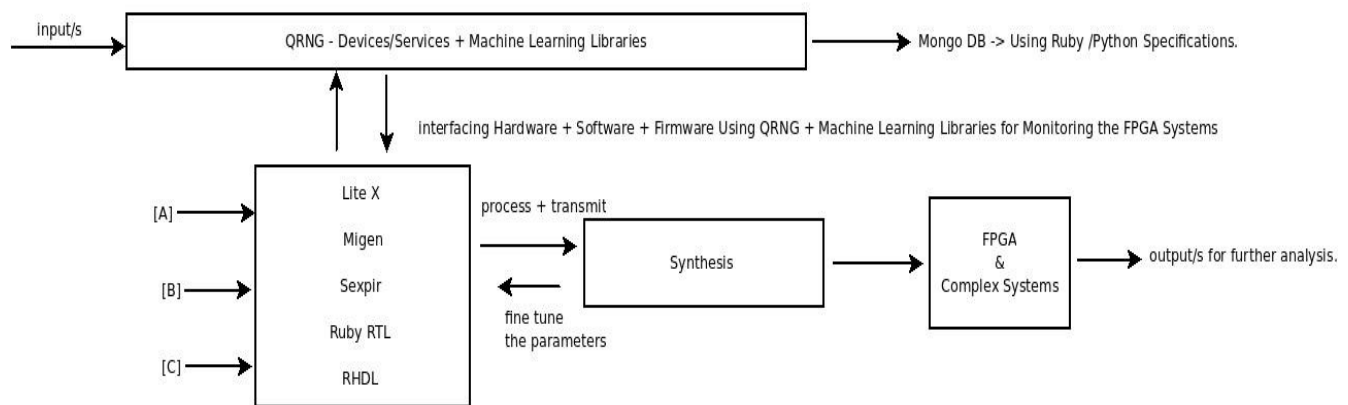 input/s
QRNG - Devices/Services + Machine Learning Libraries
Mongo DB -> Using Ruby /Python Specifications.
interfacing Hardware + Software + Firmware Using QRNG + Machine Learning Libraries for Monitoring the FPGA Systems
[A]
[B]
[C]
Lite X
Migen
Sexpir
Ruby RTL
RHDL
process + transmit
fine tune
the parameters
Synthesis
FPGA
&
Complex Systems
output/s for further analysis.